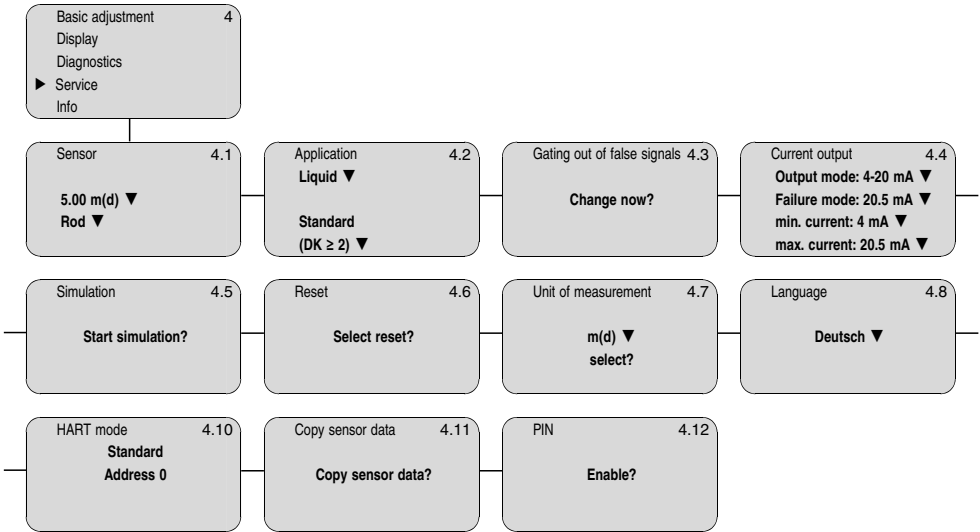 Basic adjustment 4
Display
Diagnostics
▶ Service
Info
Sensor 4.1
5.00 m(d) ▼
Rod ▼
Application 4.2
Liquid ▼
Standard
(DK ≥ 2) ▼
Gating out of false signals 4.3
Change now?
Current output 4.4
Output mode: 4-20 mA ▼
Failure mode: 20.5 mA ▼
min. current: 4 mA ▼
max. current: 20.5 mA ▼
Simulation 4.5
Start simulation?
Reset 4.6
Select reset?
Unit of measurement 4.7
m(d) ▼
select?
Language 4.8
Deutsch ▼
HART mode 4.10
Standard
Address 0
Copy sensor data 4.11
Copy sensor data?
PIN 4.12
Enable?